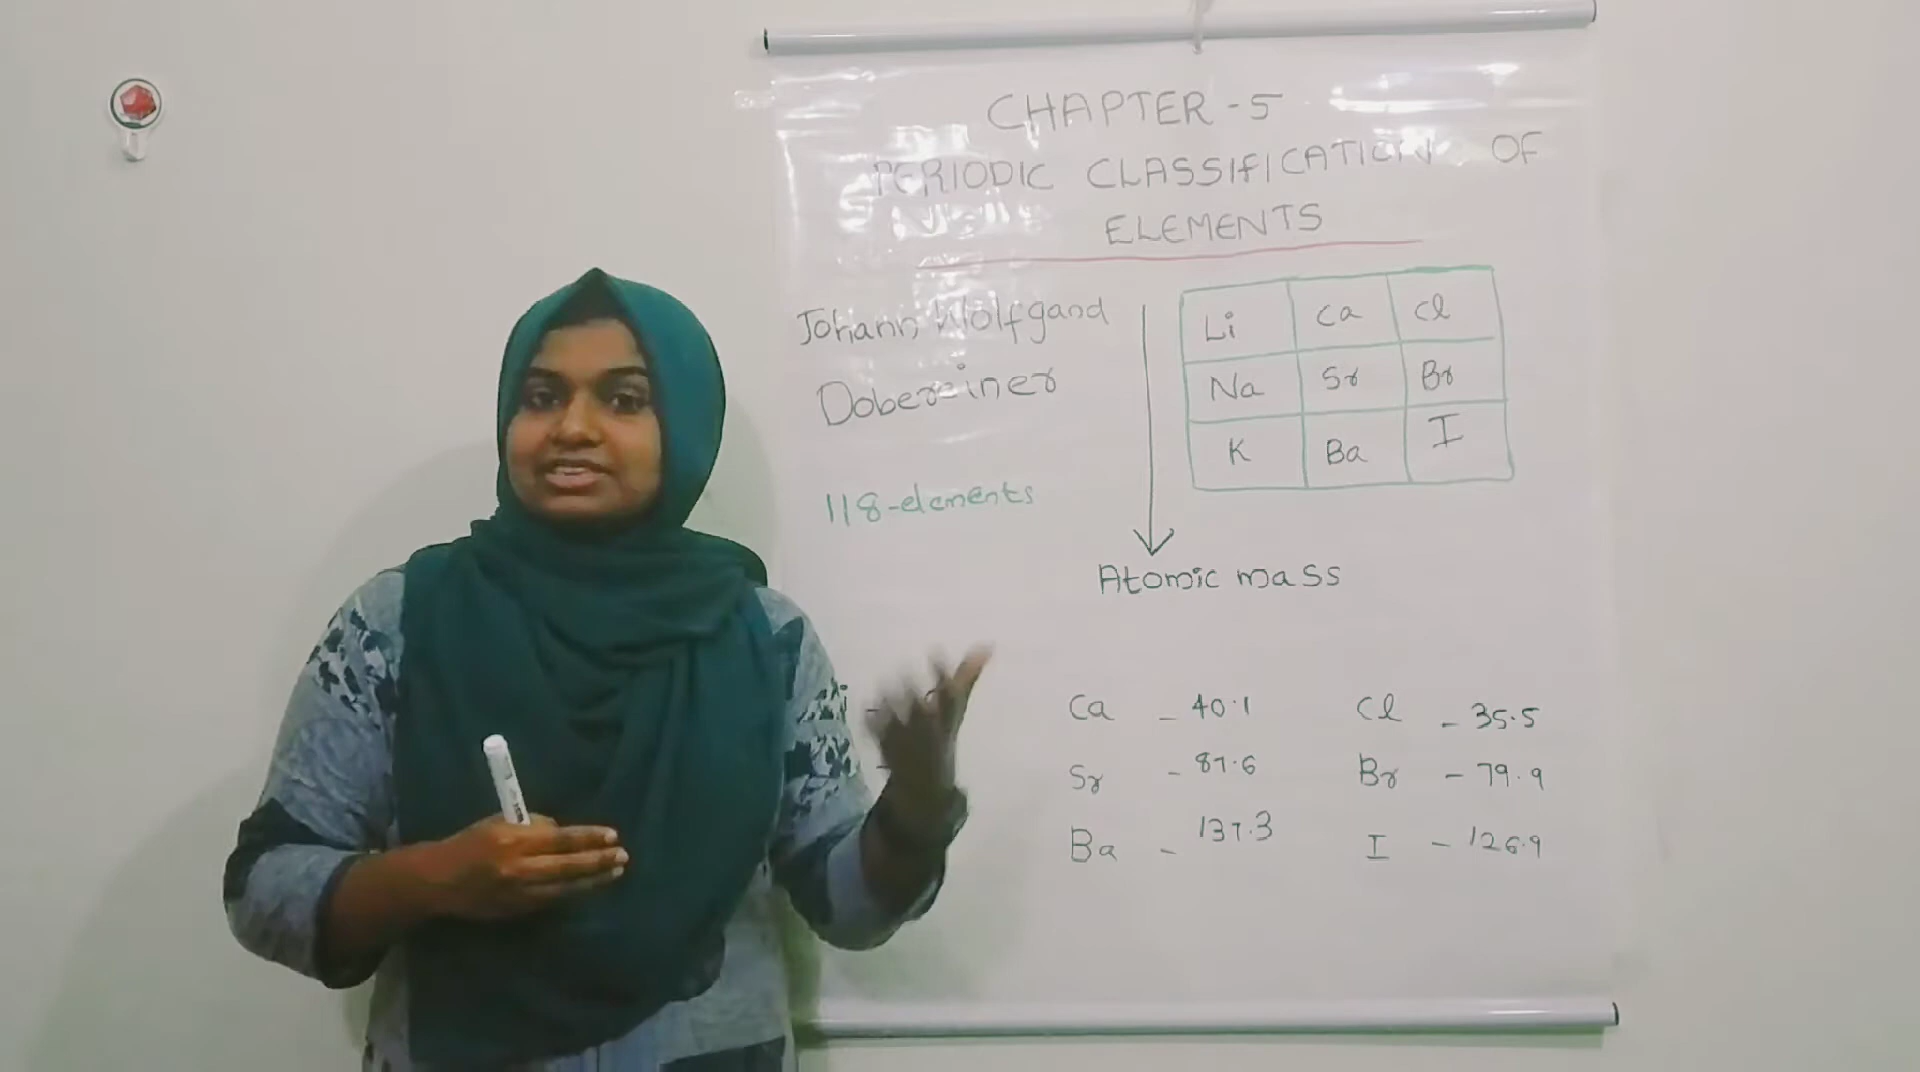 CHAPTER - 5
PERIODIC CLASSIFICATION OF
ELEMENTS
Johann Wolfgand
Dobereiner
118-elements
Li Ca Cl
Na Sr Br
K Ba I
Atomic mass
Ca - 40.1
Sr - 87.6
Ba - 137.3
Cl - 35.5
Br - 79.9
I - 126.9